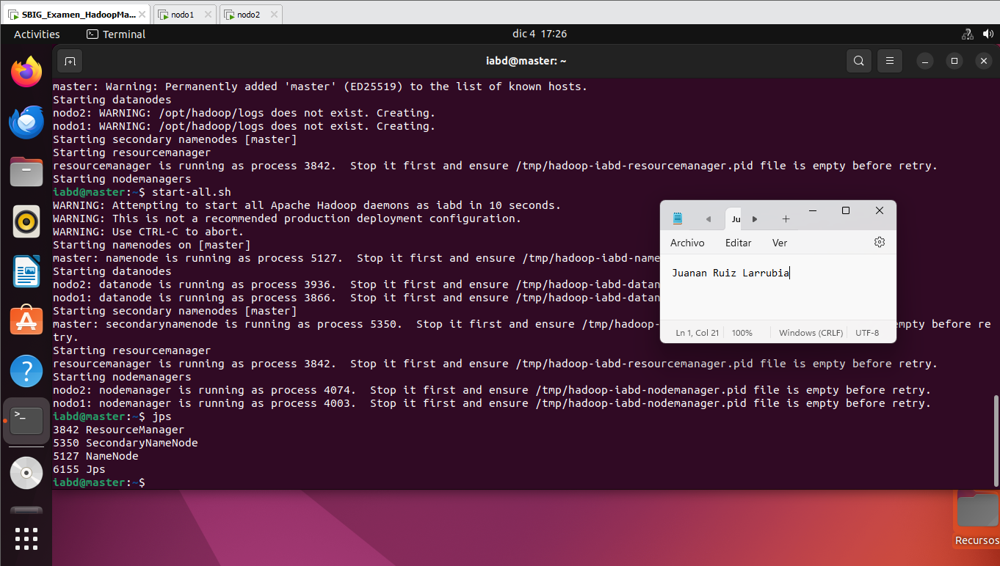 SBIG_Examen_HadoopMa...
nodo1
nodo2
Activities
Terminal
dic 4 17:26
iabd@master: ~
master: Warning: Permanently added 'master' (ED25519) to the list of known hosts.
Starting datanodes
nodo2: WARNING: /opt/hadoop/logs does not exist. Creating.
nodo1: WARNING: /opt/hadoop/logs does not exist. Creating.
Starting secondary namenodes [master]
Starting resourcemanager
resourcemanager is running as process 3842.  Stop it first and ensure /tmp/hadoop-iabd-resourcemanager.pid file is empty before retry.
Starting nodemanagers
iabd@master:~$ start-all.sh
WARNING: Attempting to start all Apache Hadoop daemons as iabd in 10 seconds.
WARNING: This is not a recommended production deployment configuration.
WARNING: Use CTRL-C to abort.
Starting namenodes on [master]
master: namenode is running as process 5127.  Stop it first and ensure /tmp/hadoop-iabd-name
Starting datanodes
nodo2: datanode is running as process 3936.  Stop it first and ensure /tmp/hadoop-iabd-datan
nodo1: datanode is running as process 3866.  Stop it first and ensure /tmp/hadoop-iabd-datan
Starting secondary namenodes [master]
master: secondarynamenode is running as process 5350.  Stop it first and ensure /tmp/hadoop- mpty before re
try.
Starting resourcemanager
resourcemanager is running as process 3842.  Stop it first and ensure /tmp/hadoop-iabd-resourcemanager.pid file is empty before retry.
Starting nodemanagers
nodo2: nodemanager is running as process 4074.  Stop it first and ensure /tmp/hadoop-iabd-nodemanager.pid file is empty before retry.
nodo1: nodemanager is running as process 4003.  Stop it first and ensure /tmp/hadoop-iabd-nodemanager.pid file is empty before retry.
iabd@master:~$ jps
3842 ResourceManager
5350 SecondaryNameNode
5127 NameNode
6155 Jps
iabd@master:~$
Ju
Archivo Editar Ver
Juanan Ruiz Larrubia
Ln 1, Col 21 100% Windows (CRLF) UTF-8
Recursos